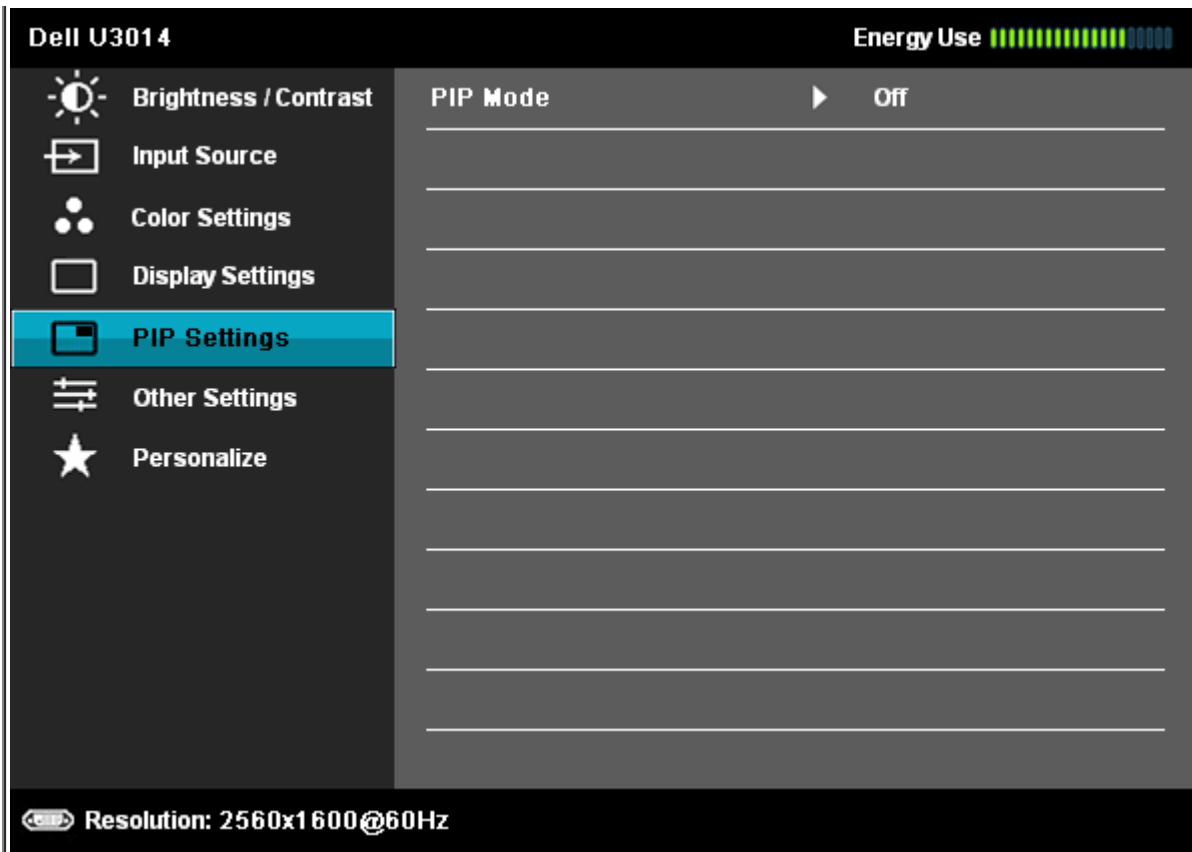 Dell U3014
Energy Use
Brightness / Contrast
PIP Mode
Off
Input Source
Color Settings
Display Settings
PIP Settings
Other Settings
Personalize
Resolution: 2560x1600@60Hz